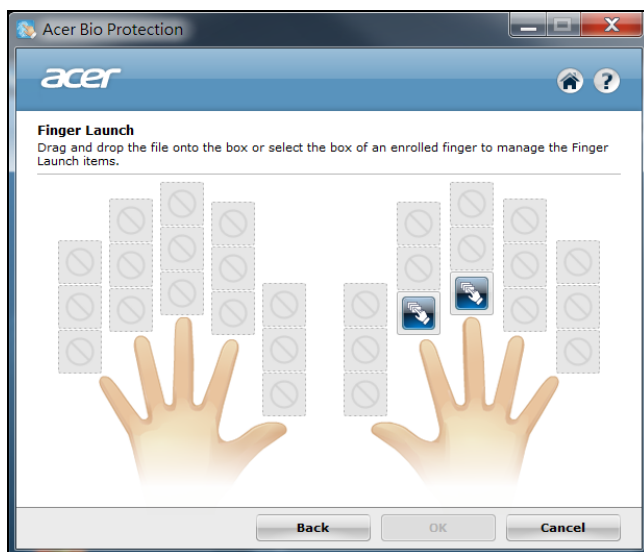 Acer Bio Protection
acer
?
Finger Launch
Drag and drop the file onto the box or select the box of an enrolled finger to manage the Finger
Launch items.
Back
OK
Cancel